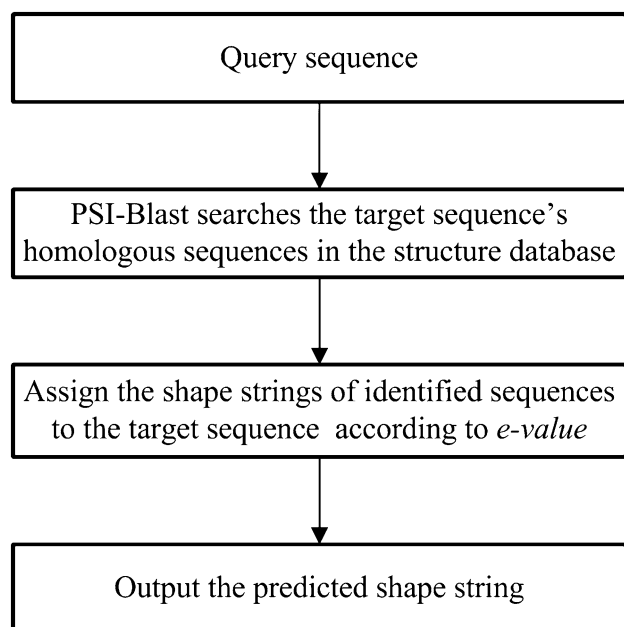 Query sequence
PSI-Blast searches the target sequence’s
homologous sequences in the structure database
Assign the shape strings of identified sequences
to the target sequence according to e-value
Output the predicted shape string